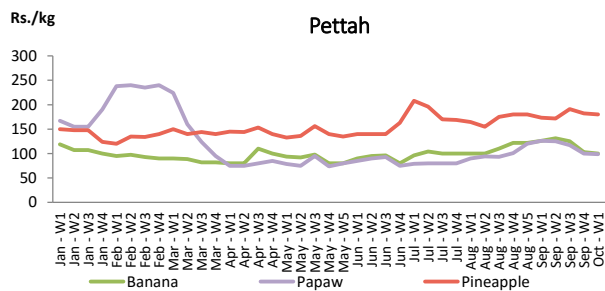 Rs./kg
Pettah
300
250
200
150
100
50
0
Jan - W1
Jan - W2
Jan - W3
Jan - W4
Feb - W1
Feb - W2
Feb - W3
Feb - W4
Mar - W1
Mar - W2
Mar - W3
Mar - W4
Apr - W1
Apr - W2
Apr - W3
Apr - W4
May - W1
May - W2
May - W3
May - W4
May - W5
Jun - W1
Jun - W2
Jun - W3
Jun - W4
Jul - W1
Jul - W2
Jul - W3
Jul - W4
Aug - W1
Aug - W2
Aug - W3
Aug - W4
Aug - W5
Sep - W1
Sep - W2
Sep - W3
Sep - W4
Oct - W1
Banana
Papaw
Pineapple